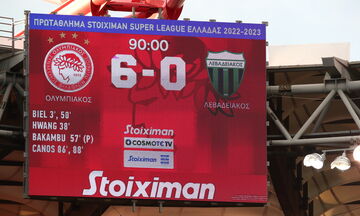 ΠΡΩΤΑΘΛΗΜΑ STOIXIMAN SUPER LEAGUE ΕΛΛΑΔΑΣ 2022-2023
90:00
6-0
ΟΛΥΜΠΙΑΚΟΣ
ΛΕΒΑΔΕΙΑΚΟΣ
BIEL 3', 58'
HWANG 38'
BAKAMBU 57' (P)
CANOS 86', 88'
Stoiximan
COSMOTE TV
Stoiximan
Stoiximan